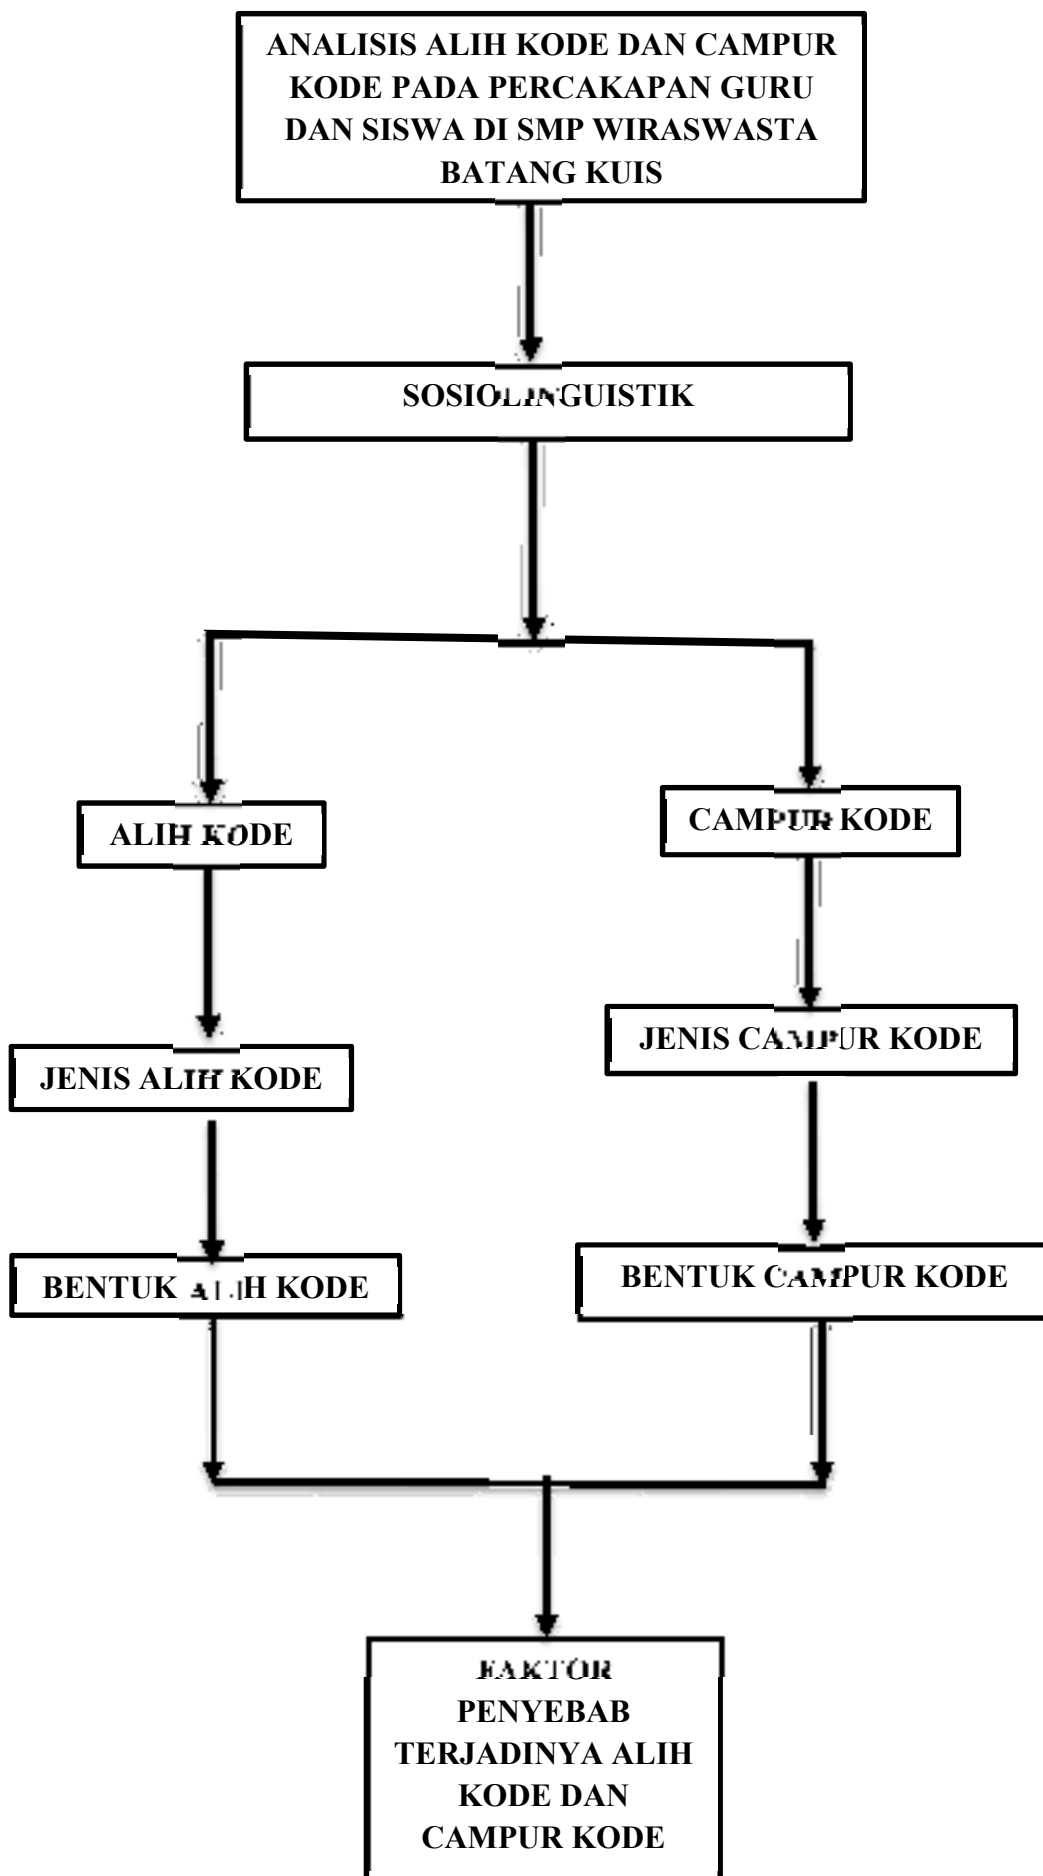 ANALISIS ALIH KODE DAN CAMPUR
KODE PADA PERCAKAPAN GURU
DAN SISWA DI SMP WIRASWASTA
BATANG KUIS
SOSIOLINGUISTIK
ALIH KODE
CAMPUR KODE
JENIS CAMPUR KODE
JENIS ALIH KODE
BENTUK ALIH KODE
BENTUK CAMPUR KODE
FAKTOR
PENYEBAB
TERJADINYA ALIH
KODE DAN
CAMPUR KODE